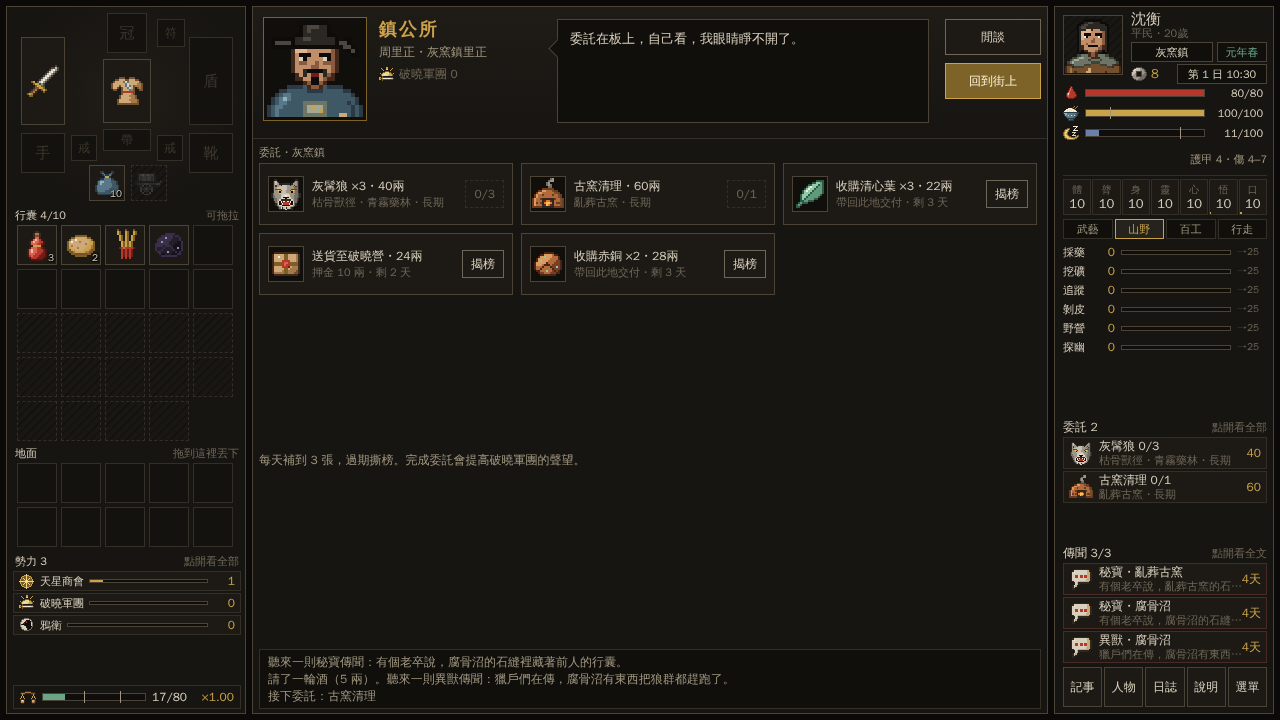 冠
符
盾
手
戒
帶
戒
靴
10
行囊 4/10
可拖拉
3
2
地面
拖到這裡丟下
勢力 3
點開看全部
天星商會
1
破曉軍團
0
鴉衛
0
17/80
×1.00
鎮公所
周里正・灰窯鎮里正
破曉軍團 0
委託在板上，自己看，我眼睛睜不開了。
閒談
回到街上
委託・灰窯鎮
灰鬃狼 ×3・40兩
枯骨獸徑・青霧藥林・長期
0/3
古窯清理・60兩
亂葬古窯・長期
0/1
收購清心葉 ×3・22兩
帶回此地交付・剩 3 天
揭榜
送貨至破曉營・24兩
押金 10 兩・剩 2 天
揭榜
收購赤銅 ×2・28兩
帶回此地交付・剩 3 天
揭榜
每天補到 3 張，過期撕榜。完成委託會提高破曉軍團的聲望。
聽來一則秘寶傳聞：有個老卒說，腐骨沼的石縫裡藏著前人的行囊。
請了一輪酒（5 兩）。聽來一則異獸傳聞：獵戶們在傳，腐骨沼有東西把狼群都趕跑了。
接下委託：古窯清理
沈衡
平民・20歲
灰窯鎮
元年春
8
第 1 日 10:30
80/80
100/100
11/100
護甲 4・傷 4–7
體
臂
身
靈
心
悟
口
10
10
10
10
10
10
10
武藝
山野
百工
行走
採藥
0
→25
挖礦
0
→25
追蹤
0
→25
剝皮
0
→25
野營
0
→25
探幽
0
→25
委託 2
點開看全部
灰鬃狼 0/3
枯骨獸徑・青霧藥林・長期
40
古窯清理 0/1
亂葬古窯・長期
60
傳聞 3/3
點開看全文
秘寶・亂葬古窯
有個老卒說，亂葬古窯的石…
4天
秘寶・腐骨沼
有個老卒說，腐骨沼的石縫…
4天
異獸・腐骨沼
獵戶們在傳，腐骨沼有東西…
4天
記事
人物
日誌
說明
選單